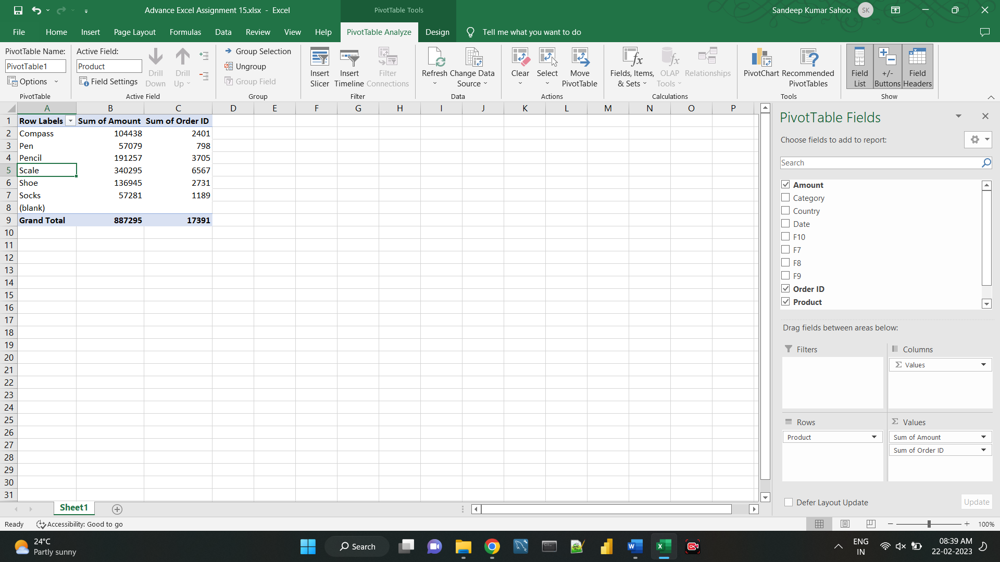 Advance Excel Assignment 15.xlsx - Excel
PivotTable Tools
Sandeep Kumar Sahoo
SK
File Home Insert Page Layout Formulas Data Review View Help PivotTable Analyze Design Tell me what you want to do
PivotTable Name:
PivotTable1
Options
PivotTable
Active Field:
Product
Field Settings
Drill Down
Drill Up
Active Field
Group Selection
Ungroup
Group Field
Group
Insert Slicer
Insert Timeline
Filter Connections
Filter
Refresh
Change Data Source
Data
Clear
Select
Move PivotTable
Actions
Fields, Items, & Sets
OLAP Tools
Relationships
Calculations
PivotChart
Recommended PivotTables
Tools
Field List
+/- Buttons
Field Headers
Show
A B C D E F G H I J K L M N O P
1 Row Labels Sum of Amount Sum of Order ID
2 Compass 104438 2401
3 Pen 57079 798
4 Pencil 191257 3705
5 Scale 340295 6567
6 Shoe 136945 2731
7 Socks 57281 1189
8 (blank)
9 Grand Total 887295 17391
10
11
12
13
14
15
16
17
18
19
20
21
22
23
24
25
26
27
28
29
30
31
PivotTable Fields
Choose fields to add to report:
Search
Amount
Category
Country
Date
F10
F7
F8
F9
Order ID
Product
Drag fields between areas below:
Filters
Columns
Σ Values
Rows
Product
Σ Values
Sum of Amount
Sum of Order ID
Defer Layout Update
Update
Sheet1
Ready
Accessibility: Good to go
100%
24°C
Partly sunny
Search
ENG
IN
08:39 AM
22-02-2023